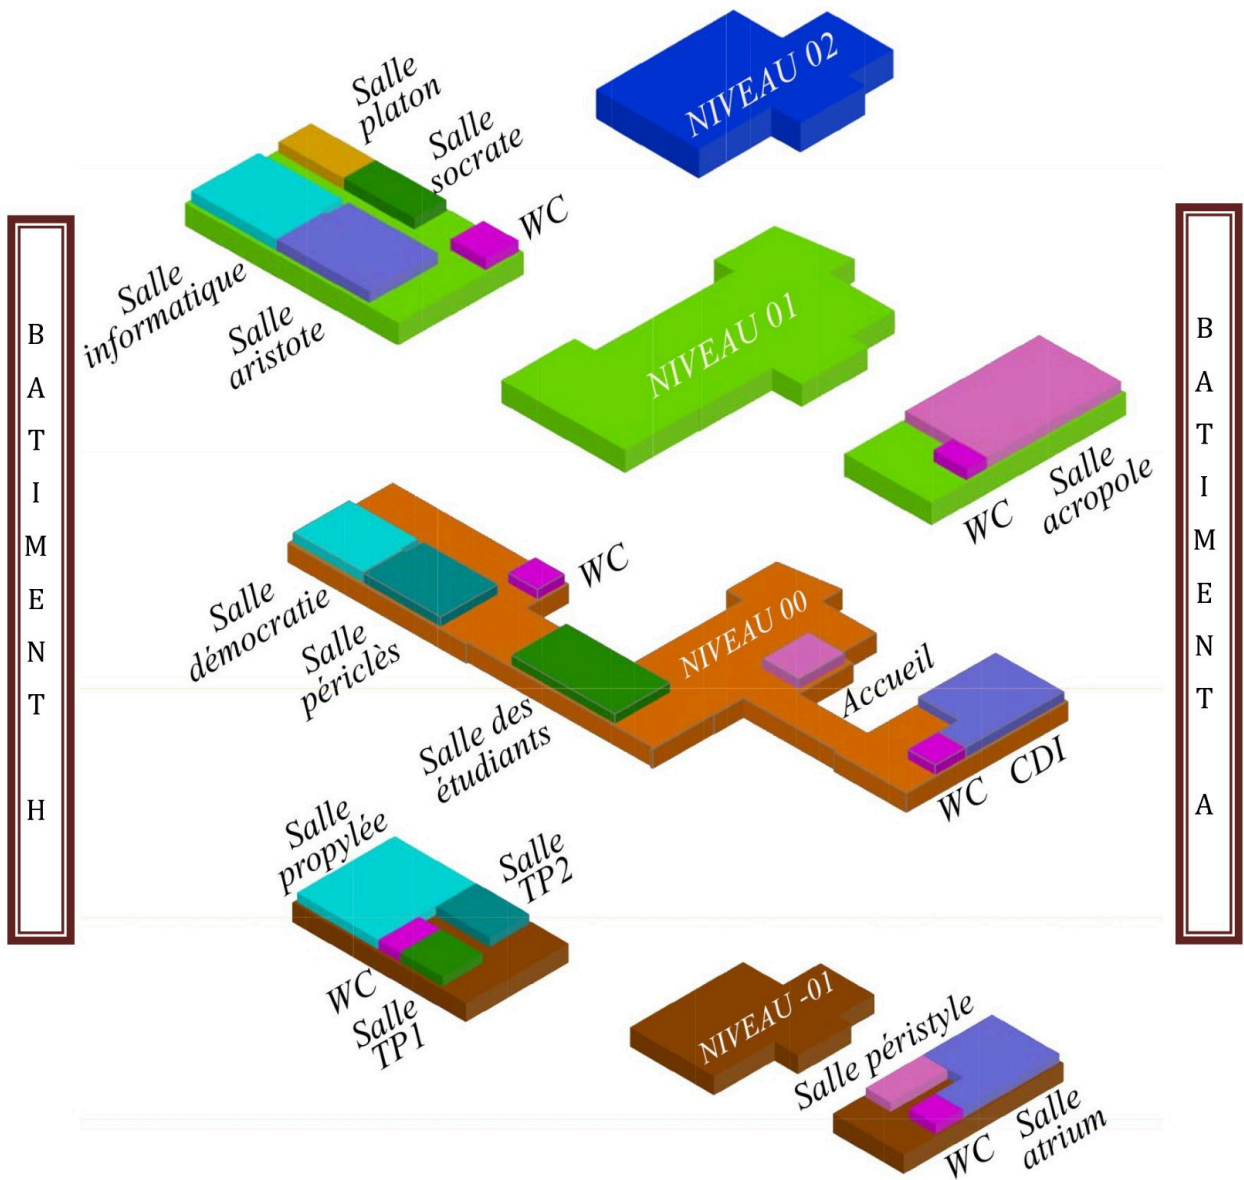 NIVEAU 02
Salle
platon
Salle
socrate
WC
Salle
informatique
Salle
aristote
NIVEAU 01
WC
Salle
acropole
BATIMENT H
BATIMENT A
WC
Salle
démocratie
Salle
périclès
Salle des
étudiants
NIVEAU 00
Accueil
WC
CDI
Salle
propylée
Salle
TP2
WC
Salle
TP1
NIVEAU -01
Salle péristyle
WC
Salle
atrium